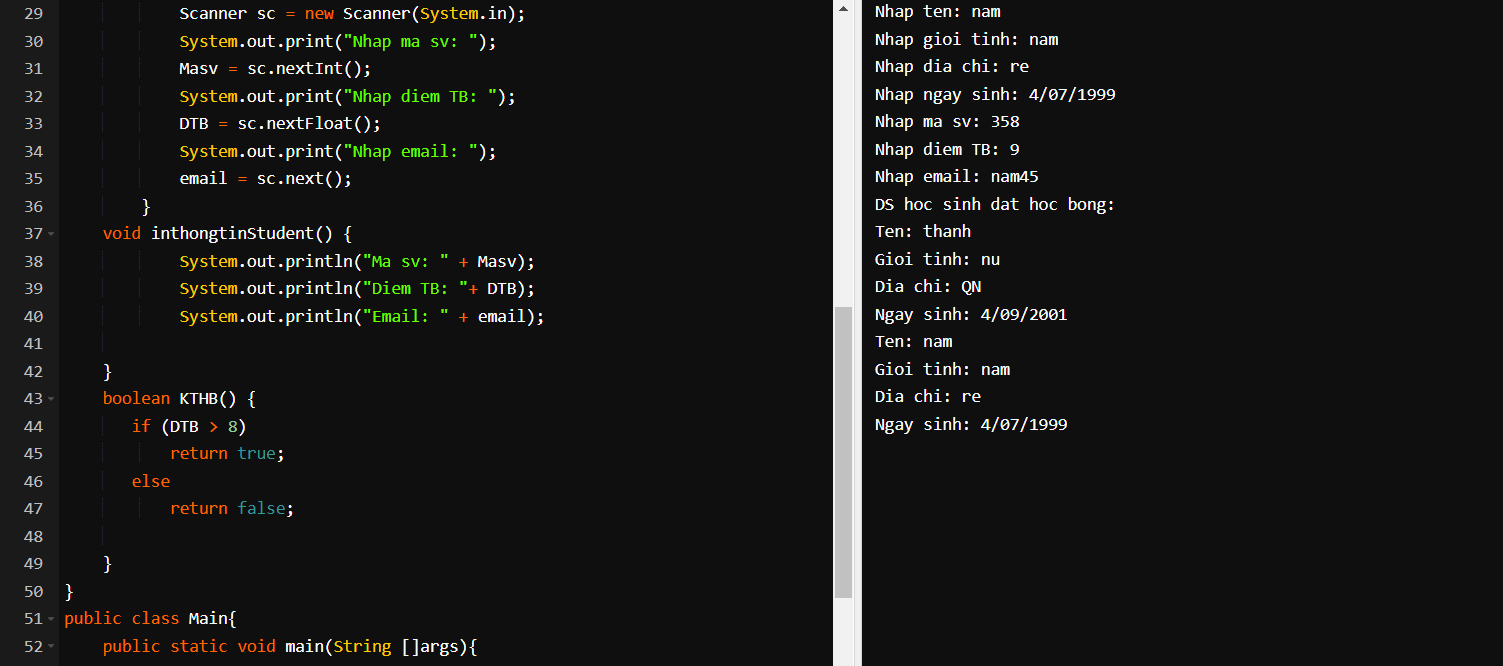 29 Scanner sc = new Scanner(System.in);
30 System.out.print("Nhap ma sv: ");
31 Masv = sc.nextInt();
32 System.out.print("Nhap diem TB: ");
33 DTB = sc.nextFloat();
34 System.out.print("Nhap email: ");
35 email = sc.next();
36 }
37 void inthongtinStudent() {
38 System.out.println("Ma sv: " + Masv);
39 System.out.println("Diem TB: "+ DTB);
40 System.out.println("Email: " + email);
41
42 }
43 boolean KTHB() {
44 if (DTB > 8)
45 return true;
46 else
47 return false;
48
49 }
50 }
51 public class Main{
52 public static void main(String []args){
Nhap ten: nam
Nhap gioi tinh: nam
Nhap dia chi: re
Nhap ngay sinh: 4/07/1999
Nhap ma sv: 358
Nhap diem TB: 9
Nhap email: nam45
DS hoc sinh dat hoc bong:
Ten: thanh
Gioi tinh: nu
Dia chi: QN
Ngay sinh: 4/09/2001
Ten: nam
Gioi tinh: nam
Dia chi: re
Ngay sinh: 4/07/1999